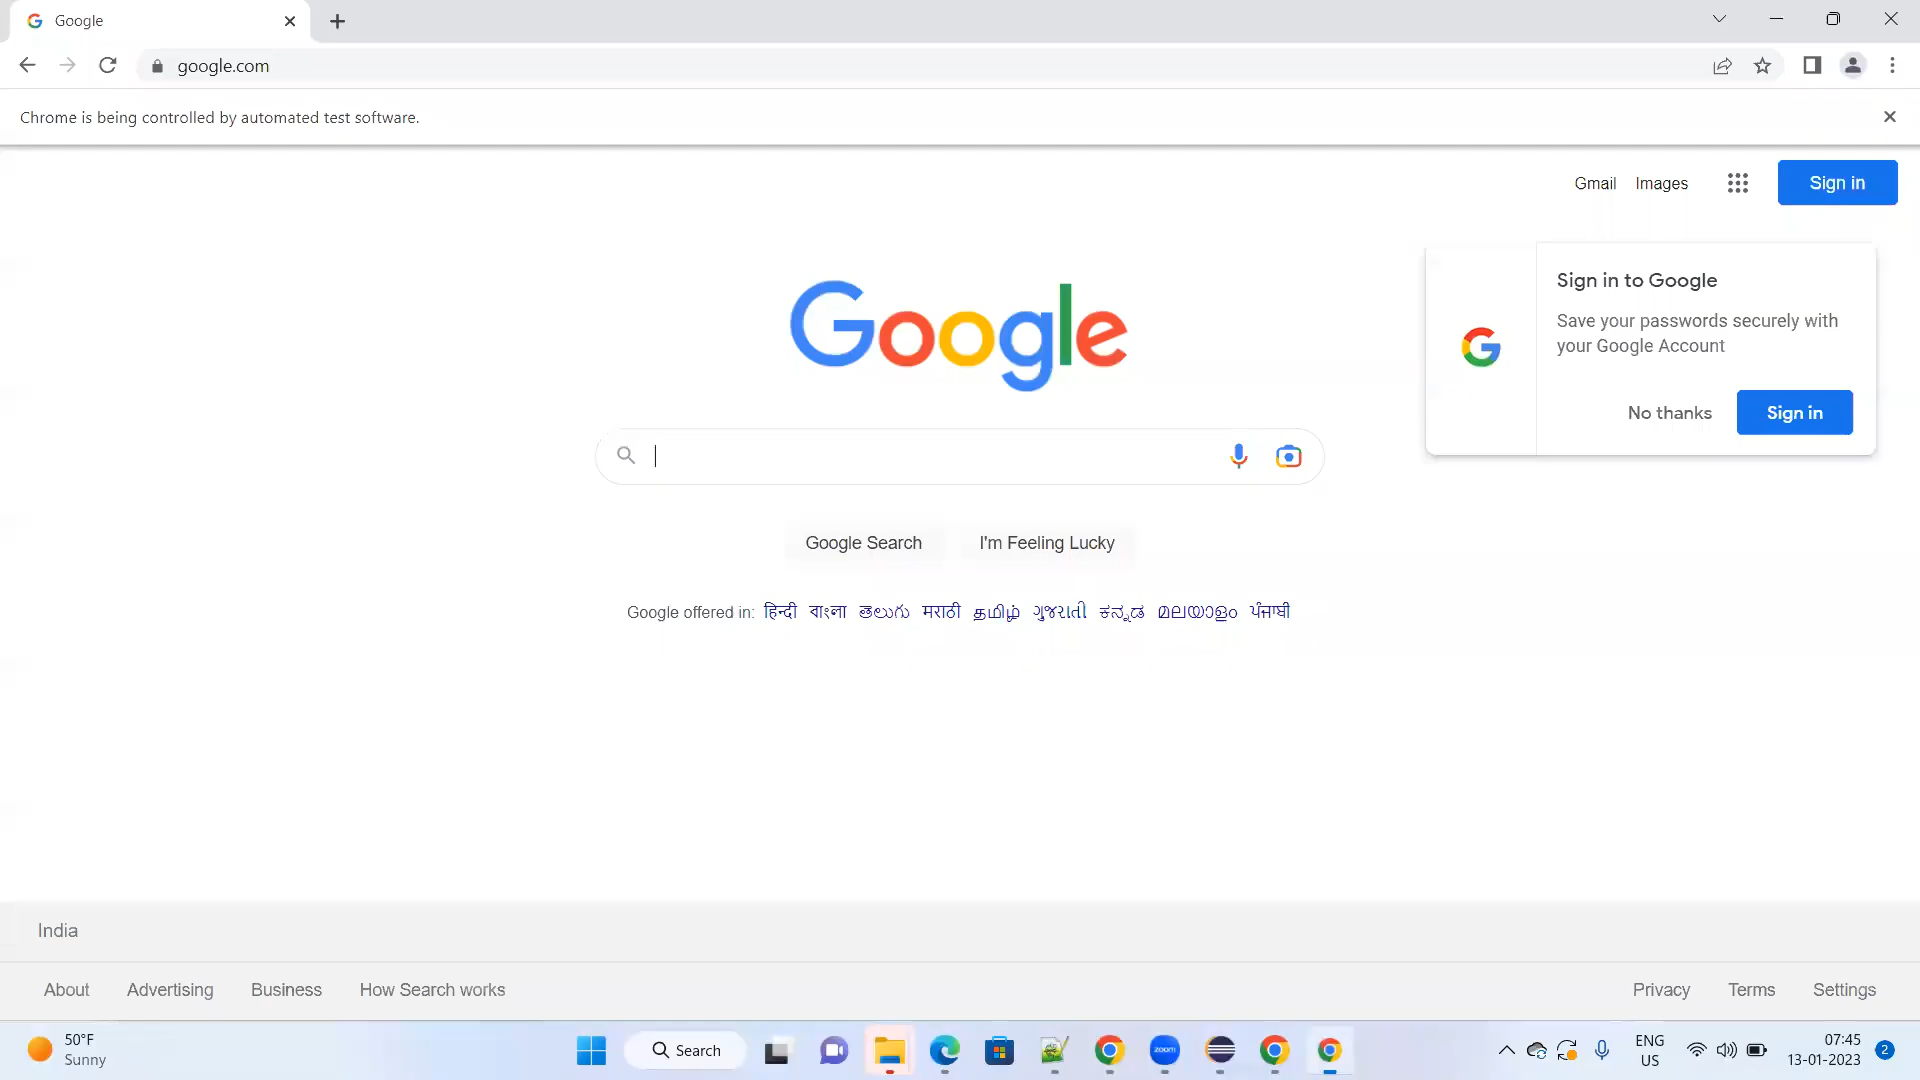 Google
google.com
Chrome is being controlled by automated test software.
Gmail Images Sign in
Sign in to Google
Save your passwords securely with
your Google Account
No thanks Sign in
Google
Google Search I'm Feeling Lucky
Google offered in: हिन्दी বাংলা తెలుగు मराठी தமிழ் ગુજરાતી ಕನ್ನಡ മലയാളം ਪੰਜਾਬੀ
India
About Advertising Business How Search works Privacy Terms Settings
50°F
Sunny
Search
zoom
ENG
US
07:45
13-01-2023
2